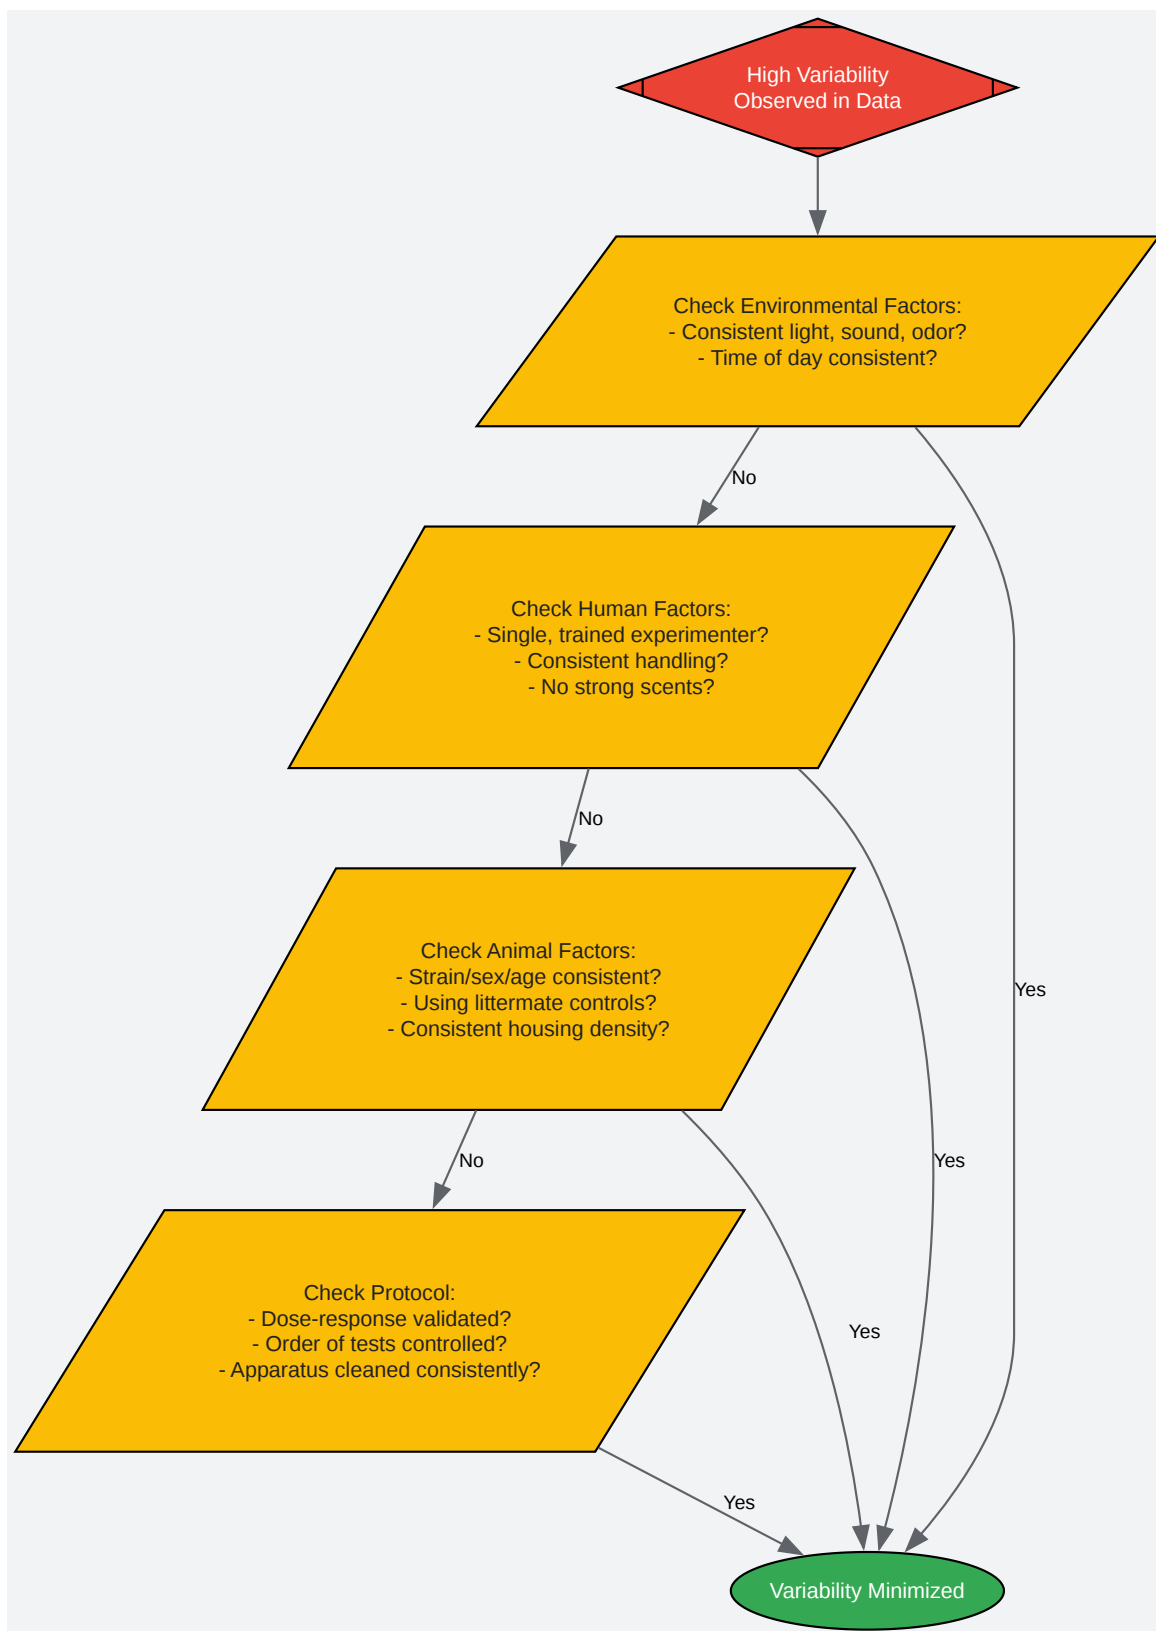 High Variability
Observed in Data
Check Environmental Factors:
- Consistent light, sound, odor?
- Time of day consistent?
No
Check Human Factors:
- Single, trained experimenter?
- Consistent handling?
- No strong scents?
No
Check Animal Factors:
- Strain/sex/age consistent?
- Using littermate controls?
- Consistent housing density?
Yes
No
Yes
Check Protocol:
- Dose-response validated?
- Order of tests controlled?
- Apparatus cleaned consistently?
Yes
Yes
Variability Minimized